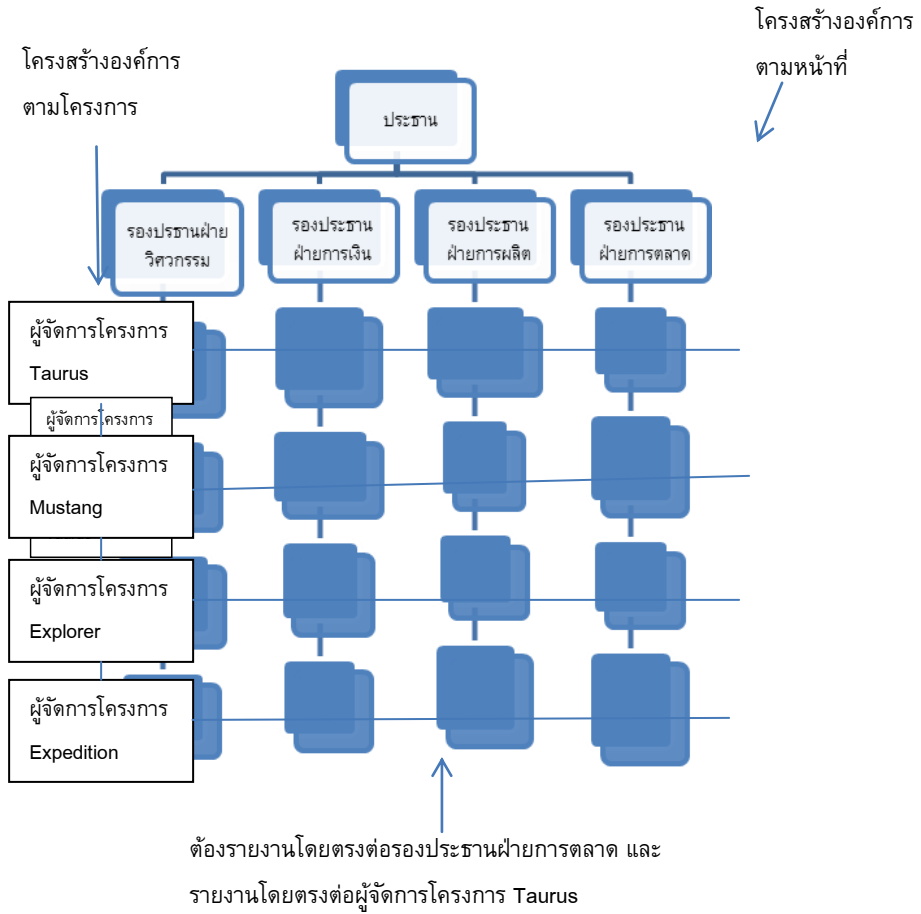 โครงสร้างองค์การ
ตามหน้าที่
โครงสร้างองค์การ
ตามโครงการ
ประธาน
รองปรธานฝ่าย
วิศวกรรม
รองประธาน
ฝ่ายการเงิน
รองประธาน
ฝ่ายการผลิต
รองประธาน
ฝ่ายการตลาด
ผู้จัดการโครงการ
Taurus
ผู้จัดการโครงการ
ผู้จัดการโครงการ
Mustang
ผู้จัดการโครงการ
Explorer
ผู้จัดการโครงการ
Expedition
ต้องรายงานโดยตรงต่อรองประธานฝ่ายการตลาด และ
รายงานโดยตรงต่อผู้จัดการโครงการ Taurus